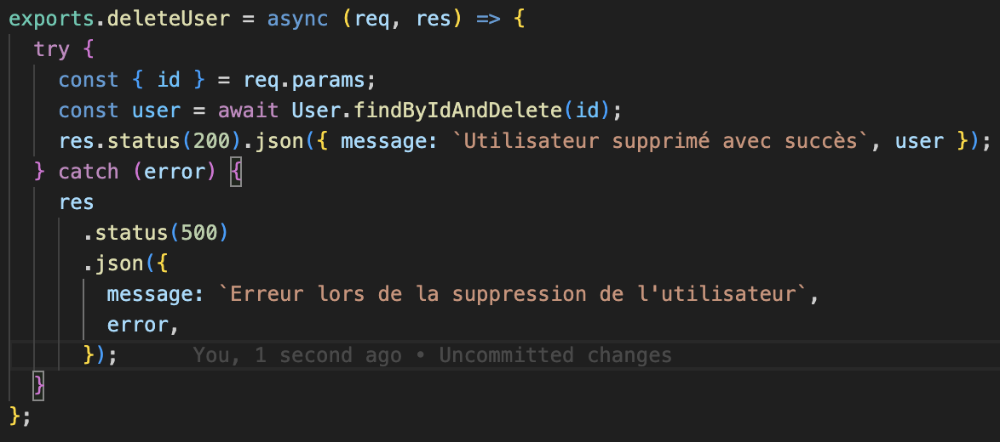 exports.deleteUser = async (req, res) => {
  try {
    const { id } = req.params;
    const user = await User.findByIdAndDelete(id);
    res.status(200).json({ message: `Utilisateur supprimé avec succès`, user });
  } catch (error) {
    res
      .status(500)
      .json({
        message: `Erreur lors de la suppression de l'utilisateur`,
        error,
      });      You, 1 second ago • Uncommitted changes
  }
};